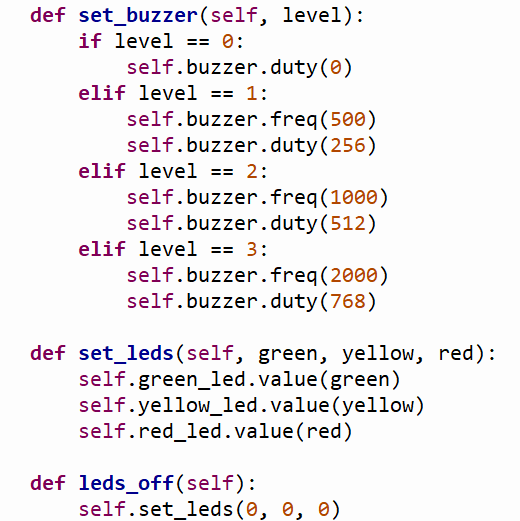 def set_buzzer(self, level):
    if level == 0:
        self.buzzer.duty(0)
    elif level == 1:
        self.buzzer.freq(500)
        self.buzzer.duty(256)
    elif level == 2:
        self.buzzer.freq(1000)
        self.buzzer.duty(512)
    elif level == 3:
        self.buzzer.freq(2000)
        self.buzzer.duty(768)

def set_leds(self, green, yellow, red):
    self.green_led.value(green)
    self.yellow_led.value(yellow)
    self.red_led.value(red)

def leds_off(self):
    self.set_leds(0, 0, 0)